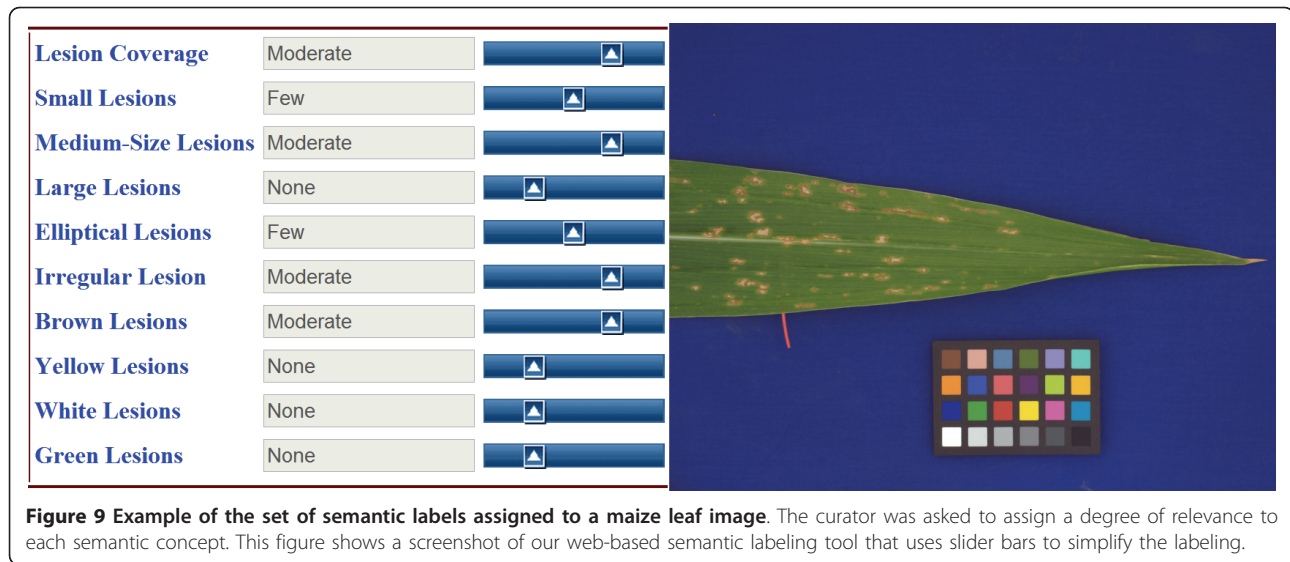 Lesion Coverage Moderate
Small Lesions Few
Medium-Size Lesions Moderate
Large Lesions None
Elliptical Lesions Few
Irregular Lesion Moderate
Brown Lesions Moderate
Yellow Lesions None
White Lesions None
Green Lesions None
Figure 9 Example of the set of semantic labels assigned to a maize leaf image. The curator was asked to assign a degree of relevance to
each semantic concept. This figure shows a screenshot of our web-based semantic labeling tool that uses slider bars to simplify the labeling.